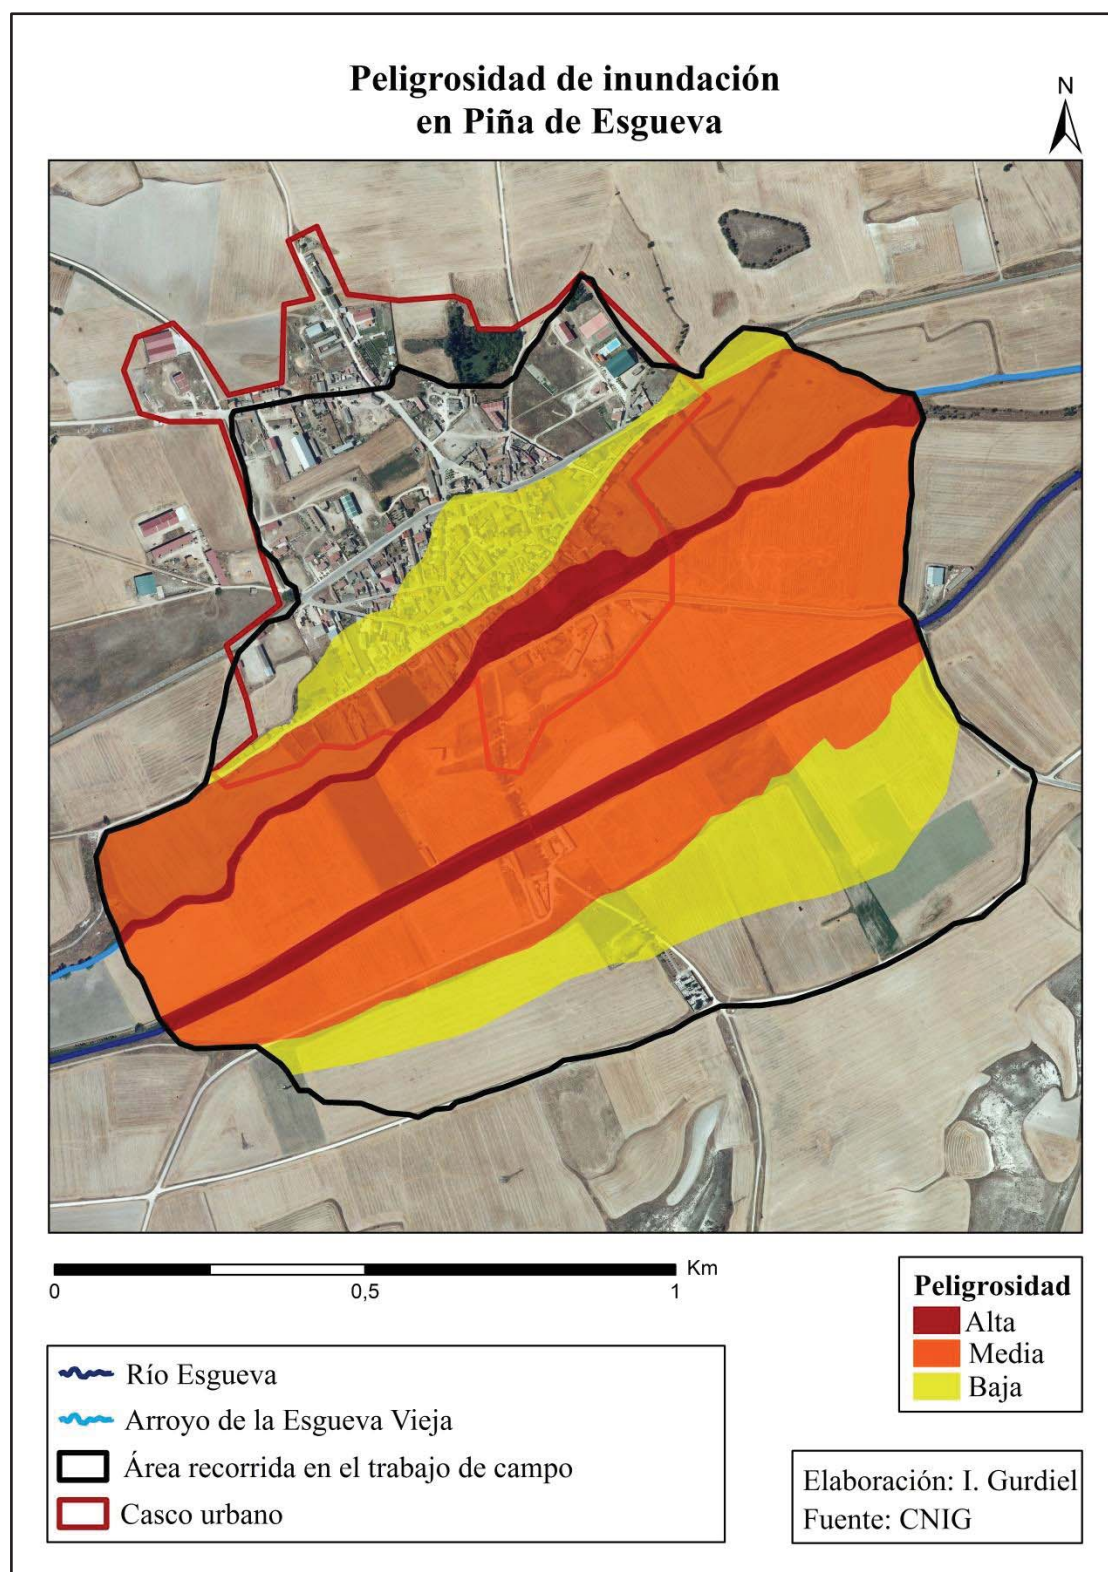 Peligrosidad de inundación
en Piña de Esgueva
N
Km
0
0,5
1
Peligrosidad
Alta
Media
Baja
Río Esgueva
Arroyo de la Esgueva Vieja
Área recorrida en el trabajo de campo
Casco urbano
Elaboración: I. Gurdiel
Fuente: CNIG